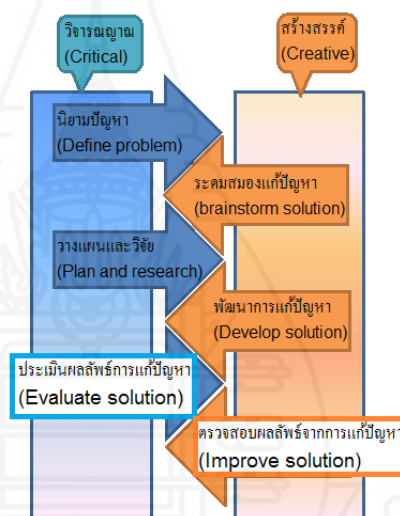 วิจารณญาณ
(Critical)
สร้างสรรค์
(Creative)
นิยามปัญหา
(Define problem)
ระดมสมองแก้ปัญหา
(brainstorm solution)
วางแผนและวิจัย
(Plan and research)
พัฒนาการแก้ปัญหา
(Develop solution)
ประเมินผลลัพธ์การแก้ปัญหา
(Evaluate solution)
ตรวจสอบผลลัพธ์จากการแก้ปัญหา
(Improve solution)